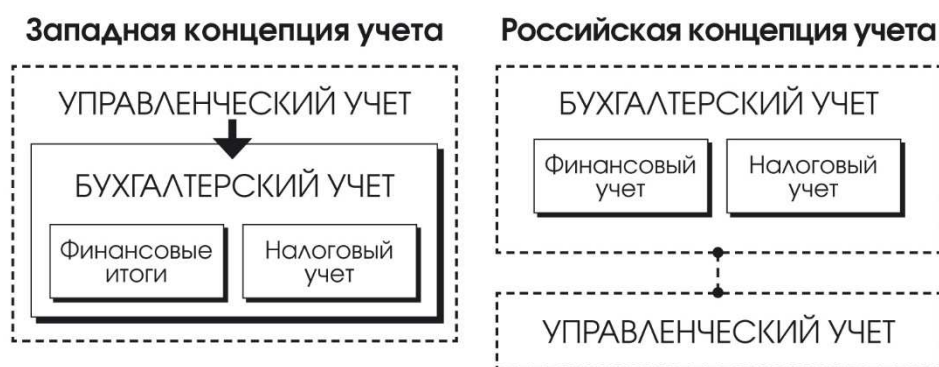 Западная концепция учета
УПРАВЛЕНЧЕСКИЙ УЧЕТ
БУХГАЛТЕРСКИЙ УЧЕТ
Финансовые
итоги
Налоговый
учет
Российская концепция учета
БУХГАЛТЕРСКИЙ УЧЕТ
Финансовый
учет
Налоговый
учет
УПРАВЛЕНЧЕСКИЙ УЧЕТ